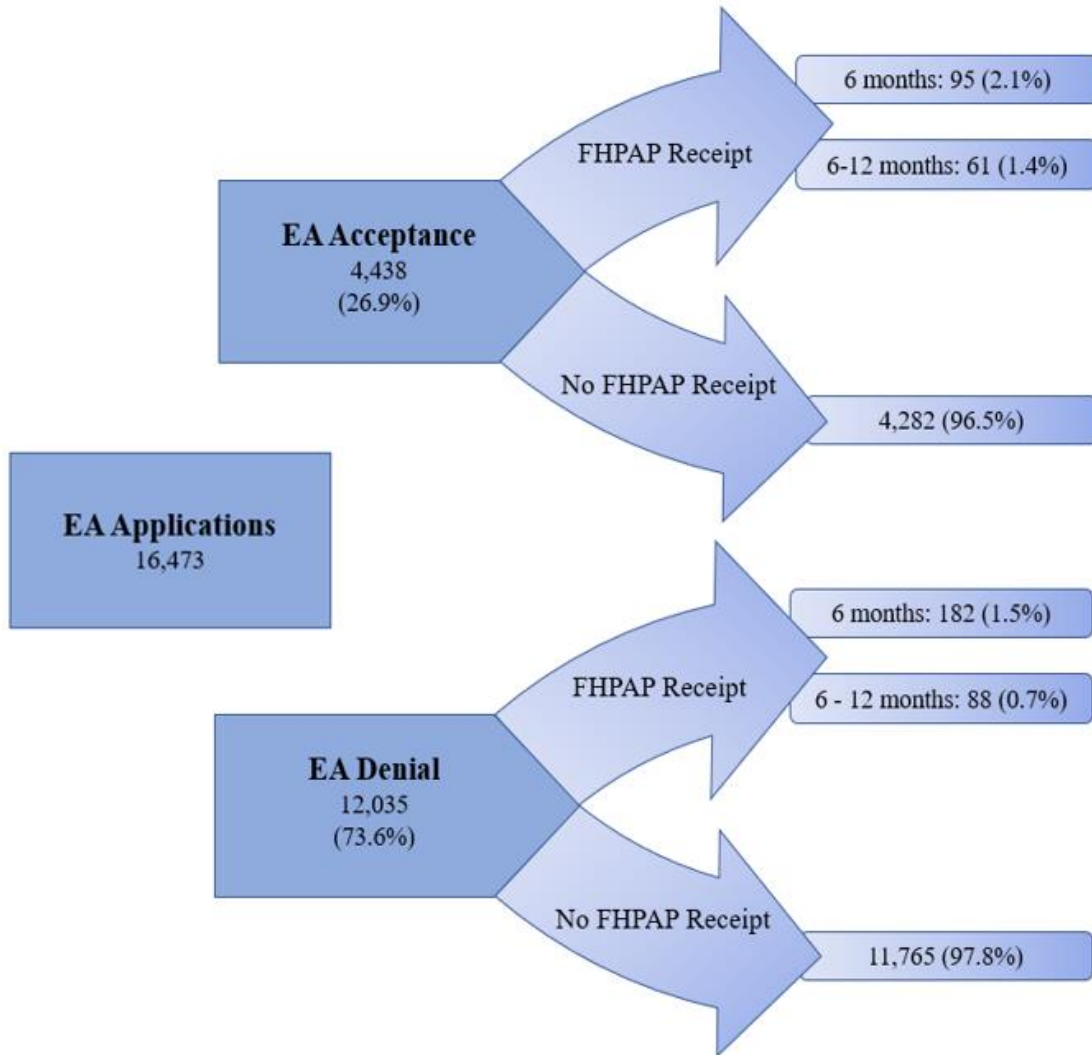 EA Applications
16,473
EA Acceptance
4,438
(26.9%)
FHPAP Receipt
6 months: 95 (2.1%)
6-12 months: 61 (1.4%)
No FHPAP Receipt
4,282 (96.5%)
EA Denial
12,035
(73.6%)
FHPAP Receipt
6 months: 182 (1.5%)
6 - 12 months: 88 (0.7%)
No FHPAP Receipt
11,765 (97.8%)